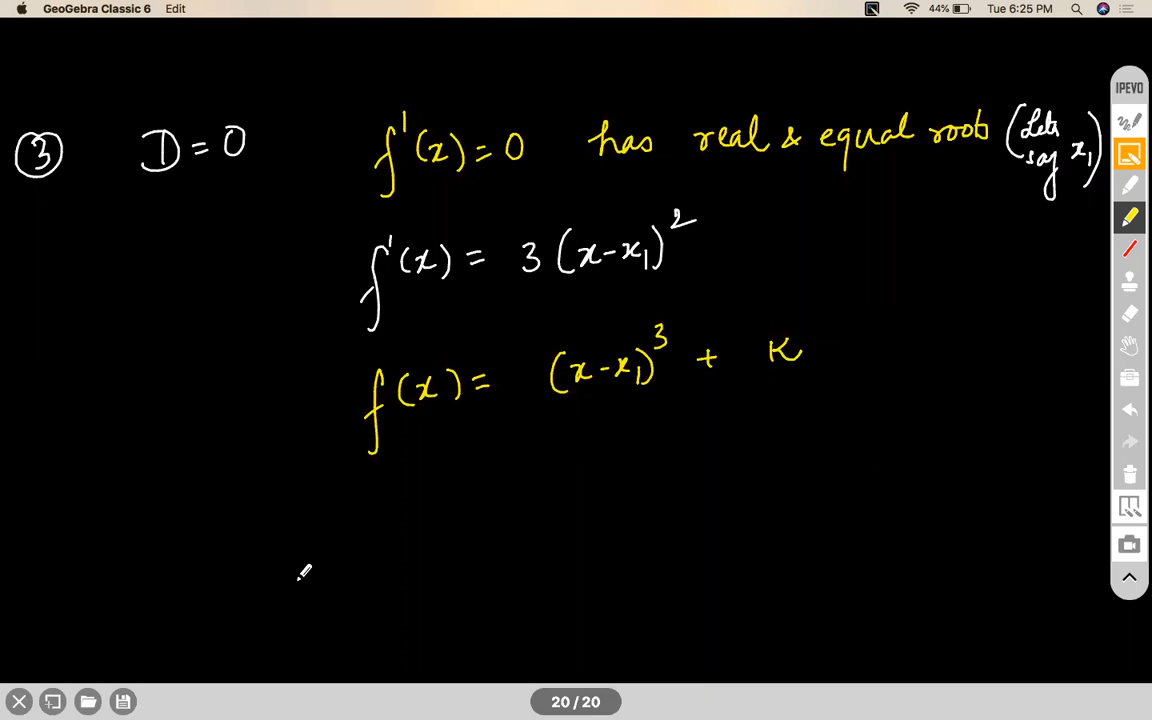 GeoGebra Classic 6 Edit 44% Tue 6:25 PM
IPEVO
③ D = 0 f'(x) = 0 has real & equal roots (Lets say x₁)
f'(x) = 3(x-x₁)²
f(x) = (x-x₁)³ + K
20 / 20